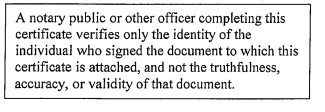 A notary public or other officer completing this
certificate verifies only the identity of the
individual who signed the document to which this
certificate is attached, and not the truthfulness,
accuracy, or validity of that document.